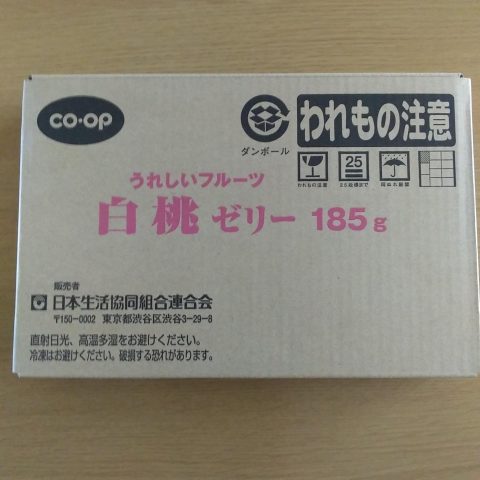 co·op
ダンボール
われもの注意
われもの注意
25
25段積まで
雨ぬれ厳禁
うれしいフルーツ
白桃ゼリー 185g
販売者
日本生活協同組合連合会
〒150-0002 東京都渋谷区渋谷3-29-8
直射日光、高温多湿をお避けください。
冷凍はお避けください。破損する恐れがあります。